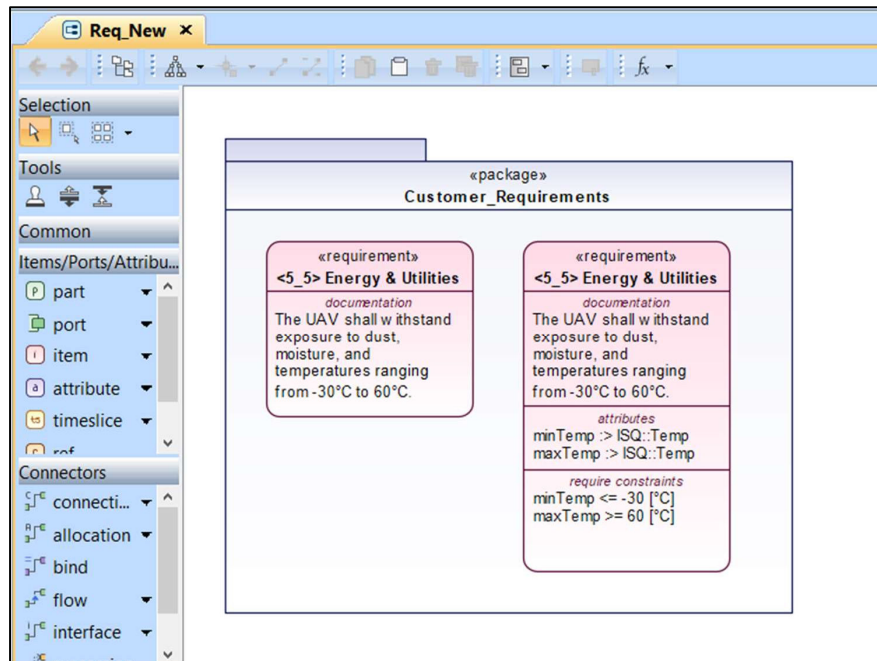 Req_New
fx
Selection
Tools
Common
Items/Ports/Attribu...
P part
port
i item
a attribute
ts timeslice
ref
Connectors
connecti...
allocation
bind
flow
interface
«package»
Customer_Requirements
«requirement»
<5_5> Energy & Utilities
documentation
The UAV shall withstand
exposure to dust,
moisture, and
temperatures ranging
from -30°C to 60°C.
«requirement»
<5_5> Energy & Utilities
documentation
The UAV shall withstand
exposure to dust,
moisture, and
temperatures ranging
from -30°C to 60°C.
attributes
minTemp :> ISQ::Temp
maxTemp :> ISQ::Temp
require constraints
minTemp <= -30 [°C]
maxTemp >= 60 [°C]